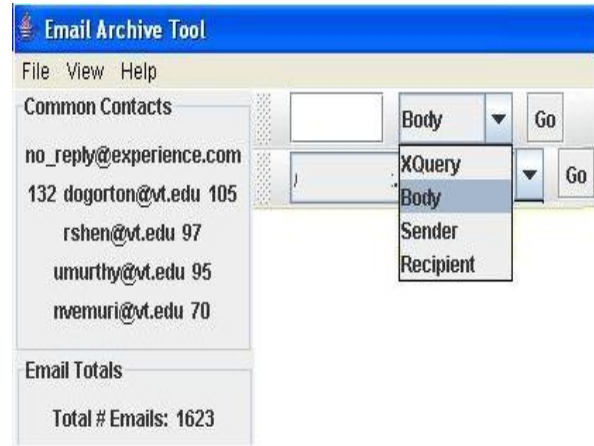 Email Archive Tool
File View Help
Common Contacts
no_reply@experience.com
132 dogorton@vt.edu 105
rshen@vt.edu 97
umurthy@vt.edu 95
nvemuri@vt.edu 70
Email Totals
Total # Emails: 1623
Body
Go
XQuery
Body
Sender
Recipient
Go